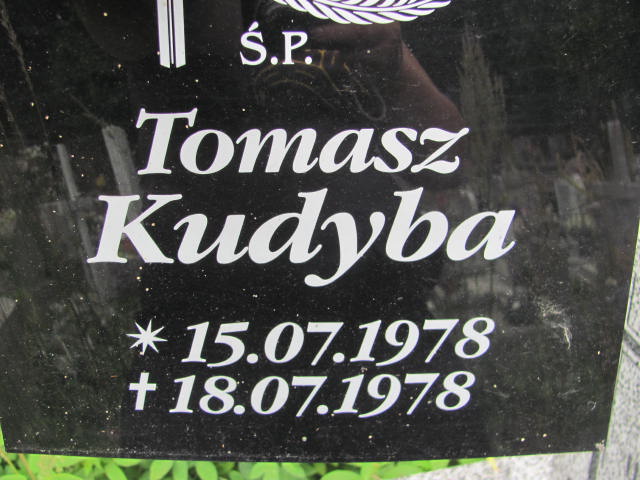 Ś.P.
Tomasz
Kudyba
* 15.07.1978
† 18.07.1978